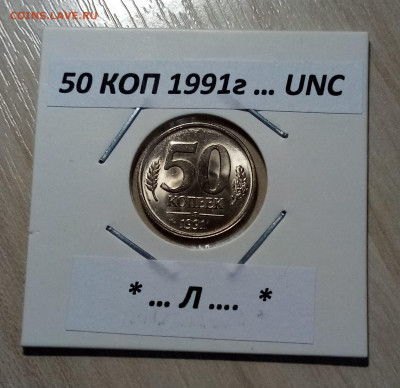 COINS.LAVE.RU
50 КОП 1991г ... UNC
50
КОПЕЕК
1991
* ... Л .... *